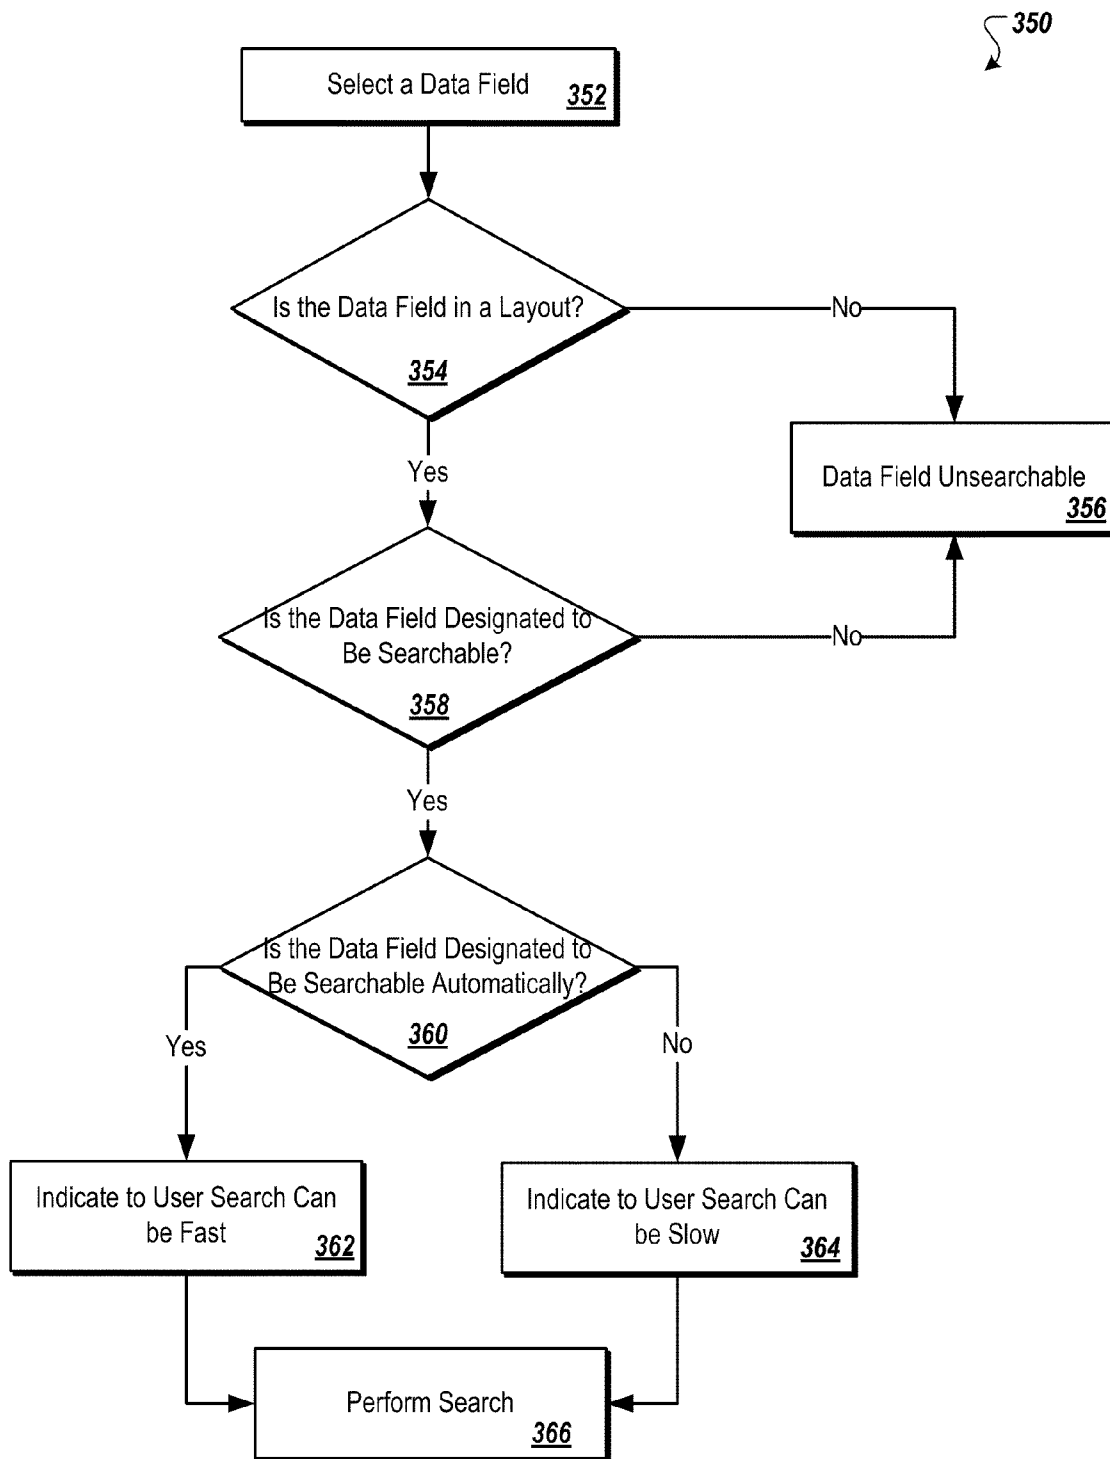 350
Select a Data Field
352
Is the Data Field in a Layout?
354
No
Yes
Data Field Unsearchable
356
Is the Data Field Designated to
Be Searchable?
358
No
Yes
Is the Data Field Designated to
Be Searchable Automatically?
360
Yes
No
Indicate to User Search Can
be Fast
362
Indicate to User Search Can
be Slow
364
Perform Search
366